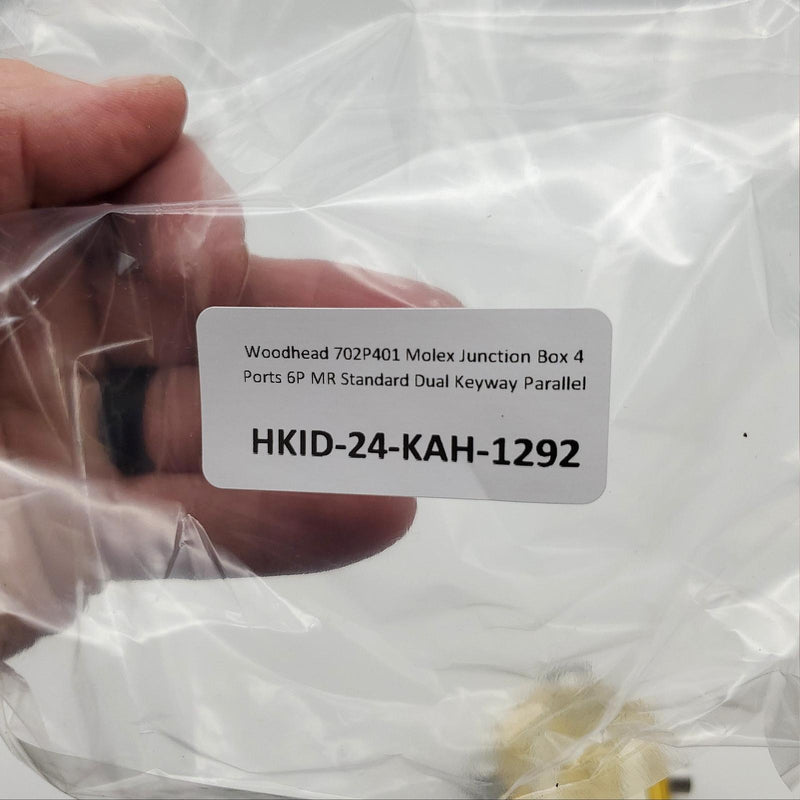 Woodhead 702P401 Molex Junction Box 4
Ports 6P MR Standard Dual Keyway Parallel
HKID-24-KAH-1292